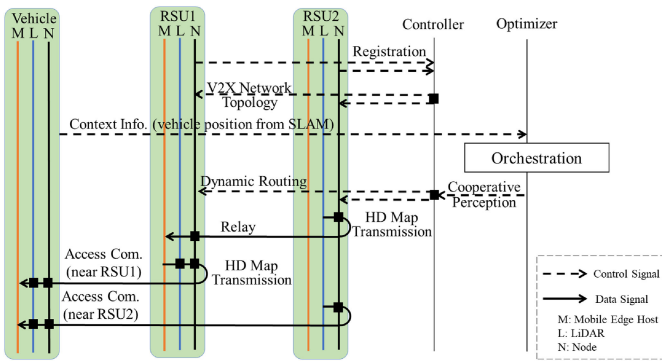 Vehicle
RSU1
RSU2
Controller
Optimizer
M L N
M L N
M L N
Registration
V2X Network
Topology
Context Info. (vehicle position from SLAM)
Orchestration
Dynamic Routing
Cooperative
Perception
Relay
HD Map
Transmission
Access Com.
(near RSU1)
HD Map
Transmission
Access Com.
(near RSU2)
Control Signal
Data Signal
M: Mobile Edge Host
L: LiDAR
N: Node